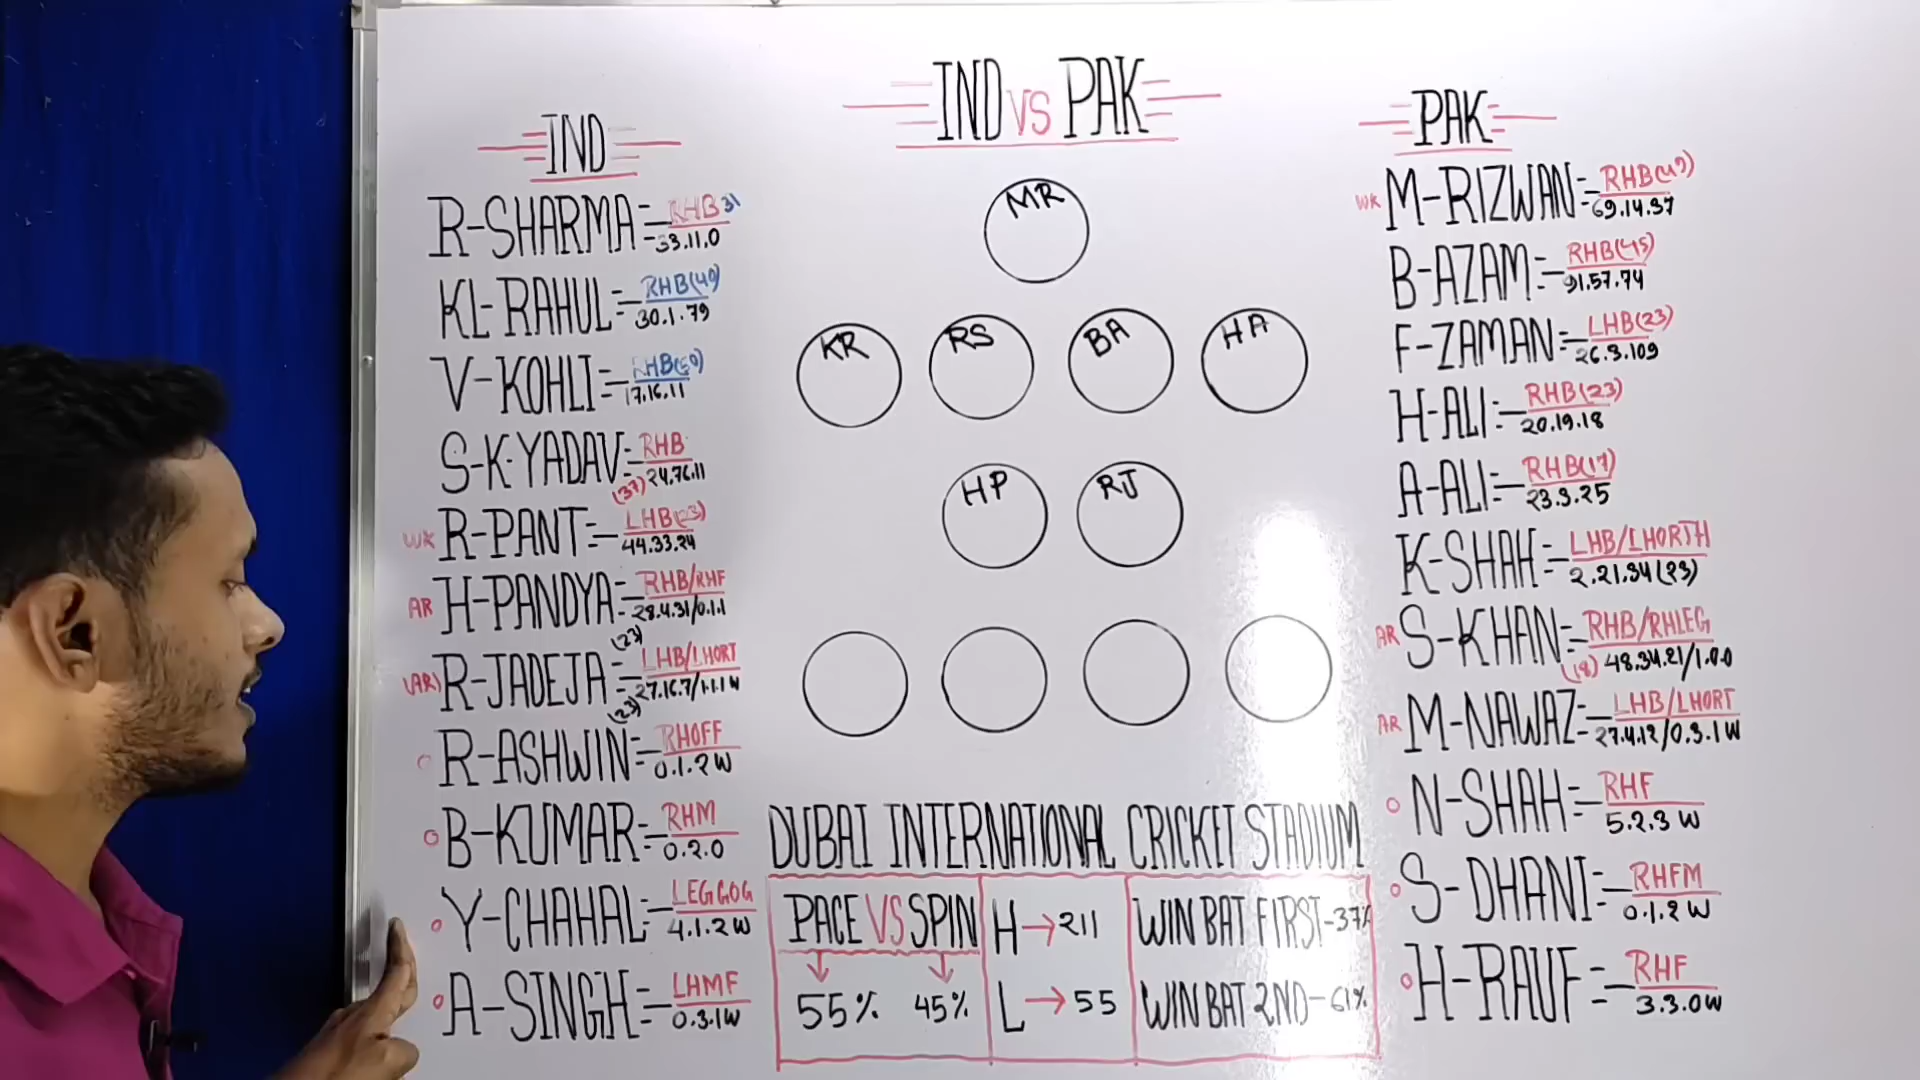 IND VS PAK
IND
R-SHARMA=RHB 31
33.11.0
KL-RAHUL=RHB(49)
30.1.79
V-KOHLI=RHB(50)
17.16.11
S-K-YADAV=RHB
(37) 24.76.11
WK R-PANT=LHB(23)
44.33.24
AR H-PANDYA=RHB/RHF
28.4.31/0.1.1
(23)
(AR) R-JADEJA=LHB/LHORT
27.16.7/1.1.1W
(23)
R-ASHWIN=RHOFF
0.1.2W
B-KUMAR=RHM
0.2.0
Y-CHAHAL=LEGGOG
4.1.2W
A-SINGH=LHMF
0.3.1W
MR
KR RS BA HA
HP RJ
DUBAI INTERNATIONAL CRICKET STADIUM
PACE VS SPIN
55% 45%
H→211
L→55
WIN BAT FIRST-37%
WIN BAT 2ND-61%
PAK
WK M-RIZWAN=RHB(49)
69.14.37
B-AZAM=RHB(45)
91.57.74
F-ZAMAN=LHB(23)
26.3.109
H-ALI=RHB(23)
20.19.18
A-ALI=RHB(17)
23.9.25
K-SHAH=LHB/LHORTH
2.21.34(23)
AR S-KHAN=RHB/RHLEG
(18) 48.34.21/1.0.0
AR M-NAWAZ=LHB/LHORT
27.4.12/0.3.1W
N-SHAH=RHF
5.2.3W
S-DHANI=RHFM
0.1.2W
H-RAUF=RHF
3.3.0W